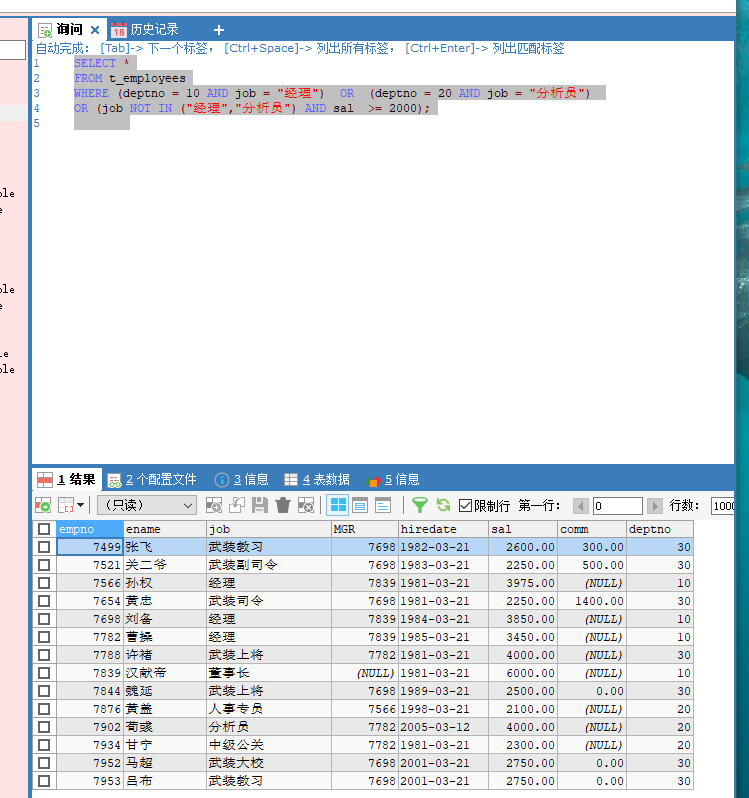 询问 × 18 历史记录 +
自动完成: [Tab]-> 下一个标签, [Ctrl+Space]-> 列出所有标签, [Ctrl+Enter]-> 列出匹配标签
1 SELECT *
2 FROM t_employees
3 WHERE (deptno = 10 AND job = "经理") OR (deptno = 20 AND job = "分析员")
4 OR (job NOT IN ("经理","分析员") AND sal >= 2000);
5
ole
e
ole
e
le
ole
1 结果 2 个配置文件 3 信息 4 表数据 5 信息
(只读) 限制行 第一行: 0 行数: 1000
empno ename job MGR hiredate sal comm deptno
7499 张飞 武装教习 7698 1982-03-21 2600.00 300.00 30
7521 关二爷 武装副司令 7698 1983-03-21 2250.00 500.00 30
7566 孙权 经理 7839 1981-03-21 3975.00 (NULL) 10
7654 黄忠 武装司令 7698 1981-03-21 2250.00 1400.00 30
7698 刘备 经理 7839 1984-03-21 3850.00 (NULL) 10
7782 曹操 经理 7839 1985-03-21 3450.00 (NULL) 10
7788 许褚 武装上将 7782 1981-03-21 4000.00 (NULL) 30
7839 汉献帝 董事长 (NULL) 1981-03-21 6000.00 (NULL) 10
7844 魏延 武装上将 7698 1989-03-21 2500.00 0.00 30
7876 黄盖 人事专员 7566 1998-03-21 2100.00 (NULL) 20
7902 荀彧 分析员 7782 2005-03-12 4000.00 (NULL) 20
7934 甘宁 中级公关 7782 1981-03-21 2300.00 (NULL) 20
7952 马超 武装大校 7698 2001-03-21 2750.00 0.00 30
7953 吕布 武装教习 7698 2001-03-21 2750.00 0.00 30